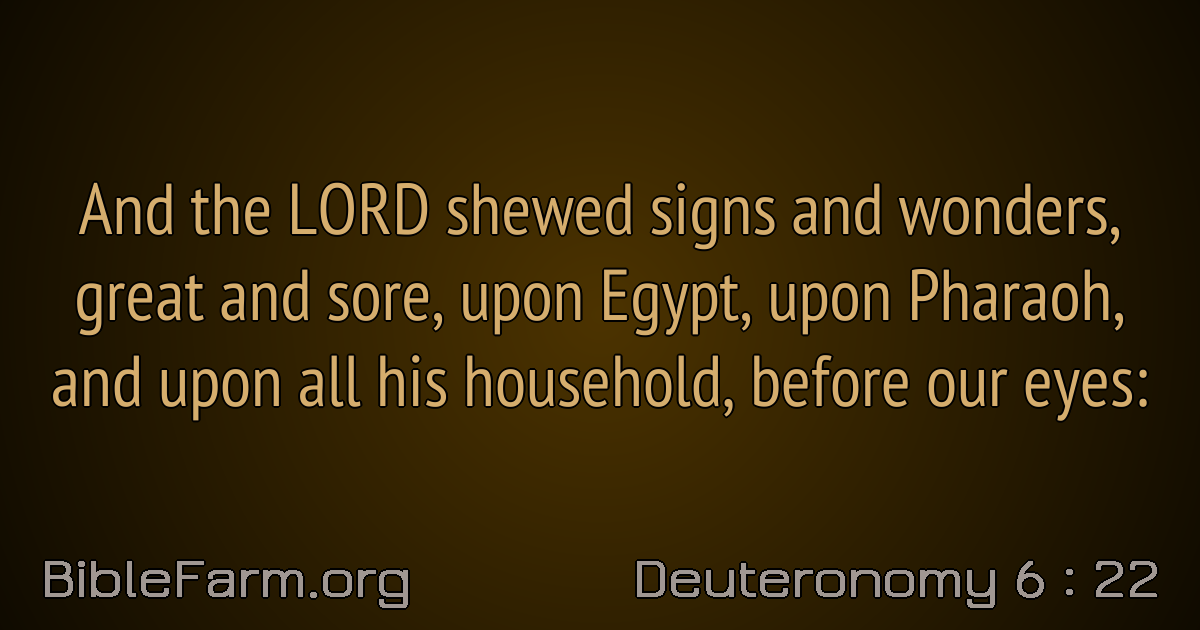 And the LORD shewed signs and wonders,
great and sore, upon Egypt, upon Pharaoh,
and upon all his household, before our eyes:
BibleFarm.org
Deuteronomy 6 : 22